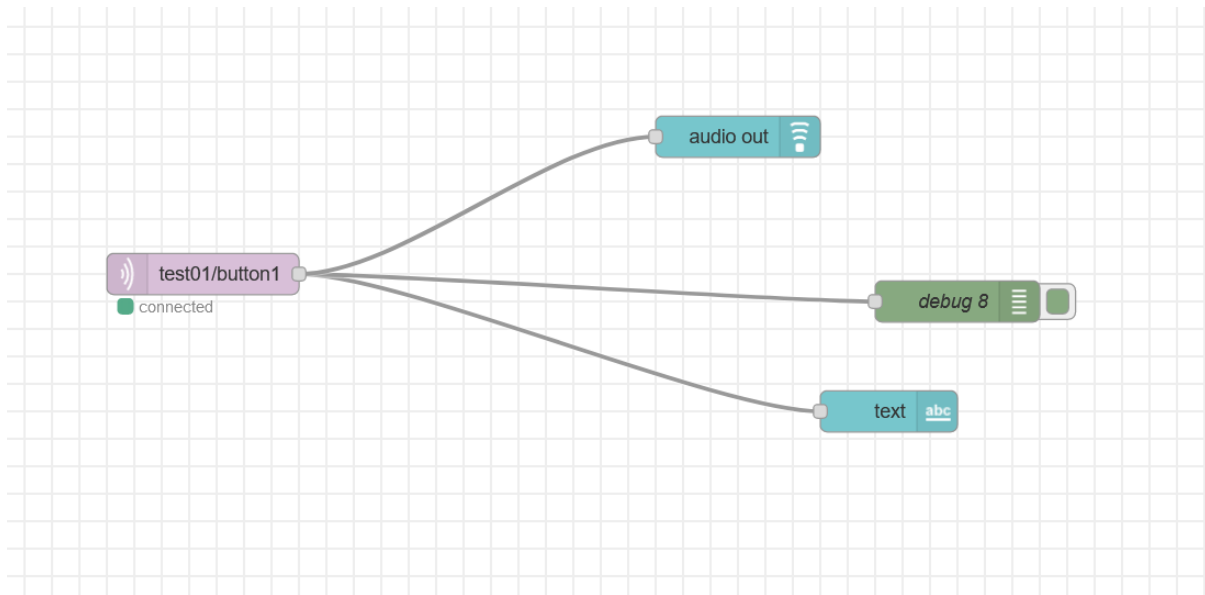 audio out
test01/button1
connected
debug 8
text
abc